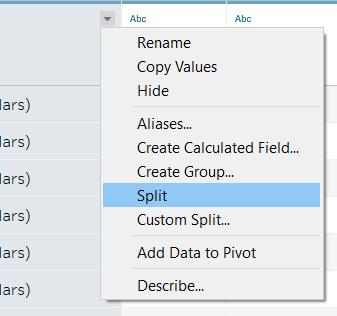 Abc Abc
Rename
Copy Values
Hide
Aliases...
lars) Create Calculated Field...
lars) Create Group...
lars) Split
lars) Custom Split...
lars) Add Data to Pivot
lars) Describe...